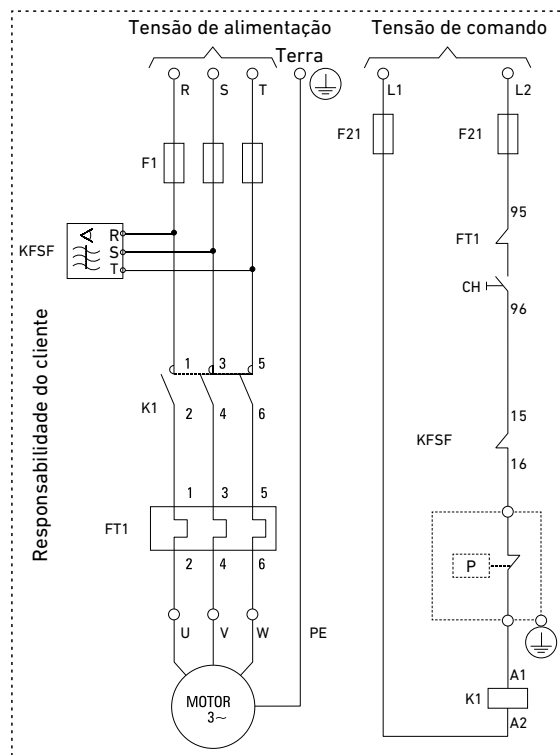 Tensão de alimentação
Tensão de comando
Terra
R
S
T
L1
L2
F1
F21
F21
KFSF
R
S
T
95
FT1
CH
96
Responsabilidade do cliente
1
3
5
K1
2
4
6
15
KFSF
16
1
3
5
FT1
2
4
6
P
U
V
W
PE
MOTOR
3~
A1
K1
A2